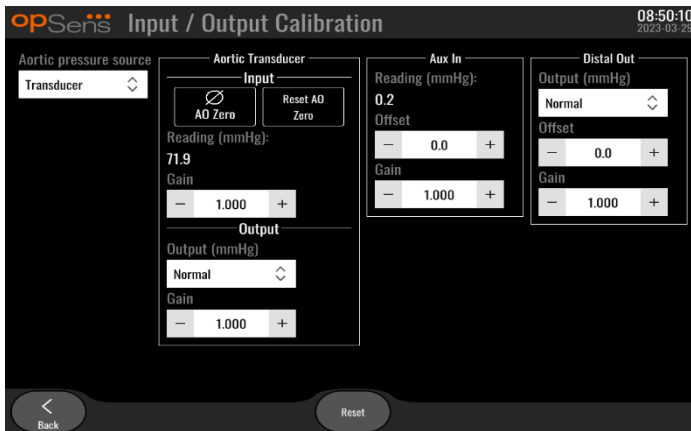 opSens Input / Output Calibration
08:50:10
2023-03-29
Aortic pressure source
Transducer
Aortic Transducer
Input
AO Zero
Reset AO
Zero
Reading (mmHg):
71.9
Gain
− 1.000 +
Output
Output (mmHg)
Normal
Gain
− 1.000 +
Aux In
Reading (mmHg):
0.2
Offset
− 0.0 +
Gain
− 1.000 +
Distal Out
Output (mmHg)
Normal
Offset
− 0.0 +
Gain
− 1.000 +
Back
Reset